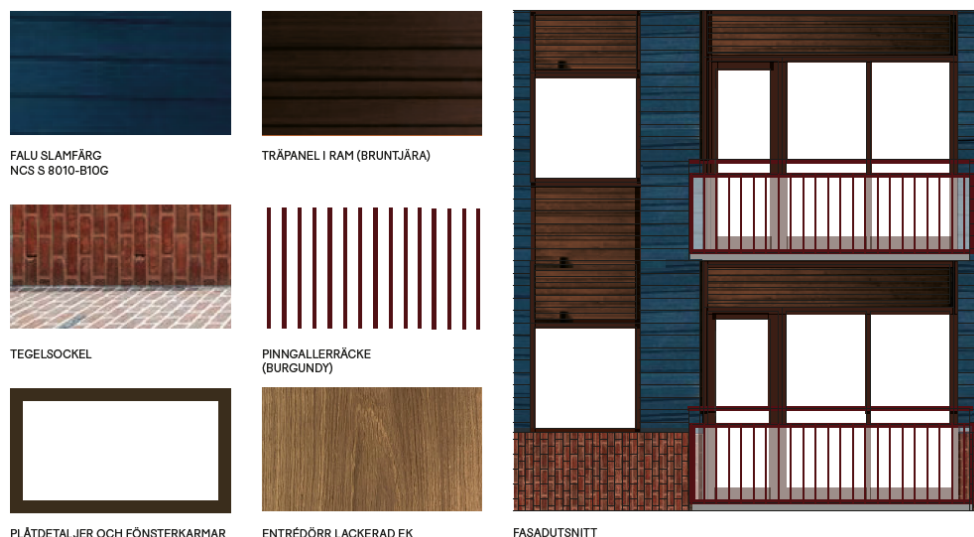 FALU SLAMFÄRG
NCS S 8010-B10G
TRÄPANEL I RAM (BRUNTJÄRA)
TEGELSOCKEL
PINNGALLERRÄCKE
(BURGUNDY)
PLÅTDETALJER OCH FÖNSTERKARMAR
ENTRÉDÖRR LACKERAD EK
FASADUTSNITT